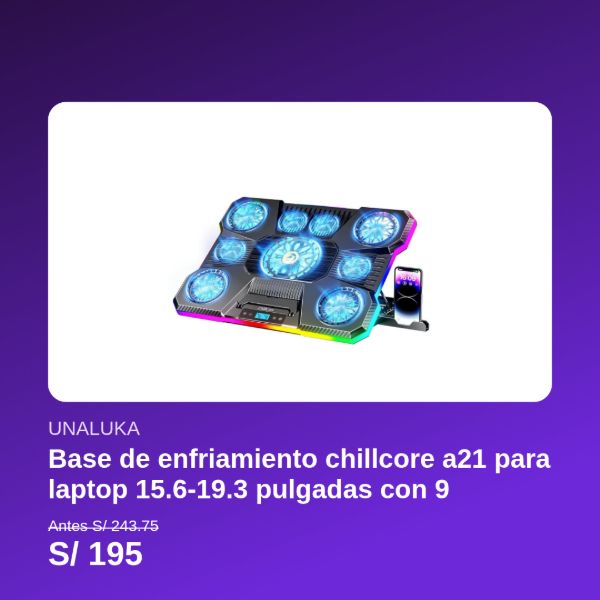 UNALUKA
Base de enfriamiento chillcore a21 para
laptop 15.6-19.3 pulgadas con 9
Antes S/ 243.75
S/ 195